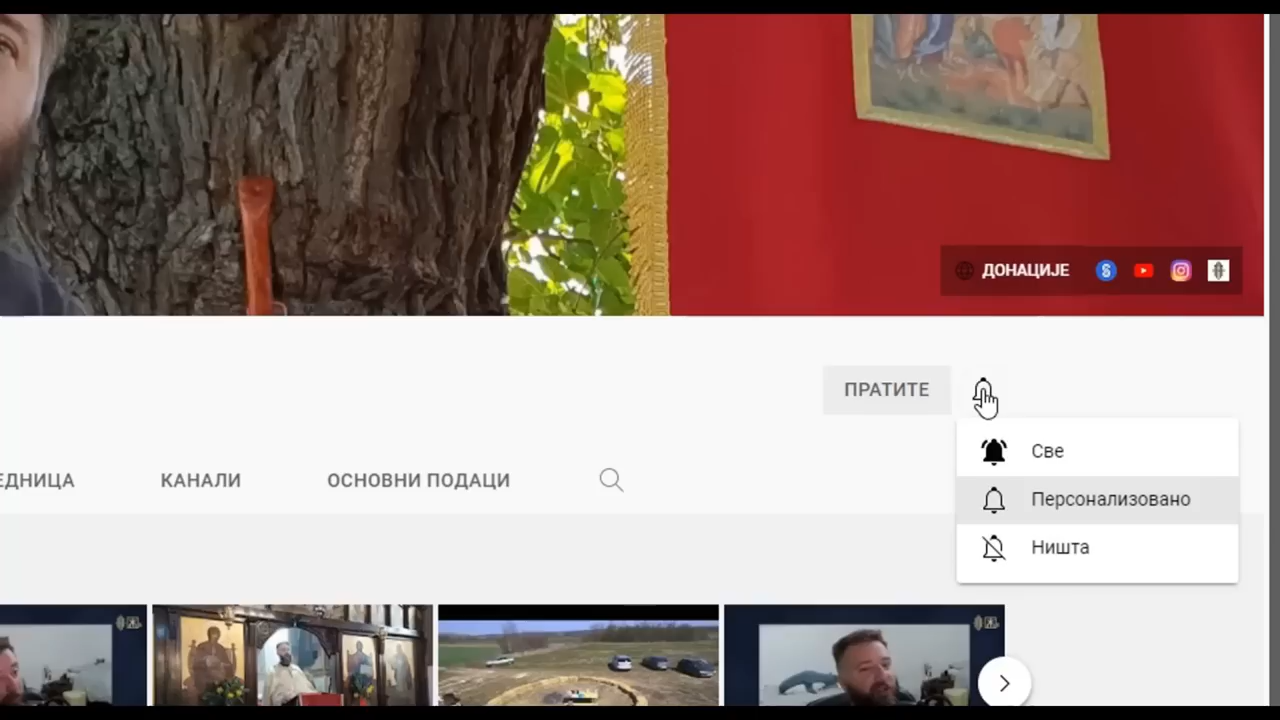 ДОНАЦИЈЕ
ПРАТИТЕ
Све
ЕДНИЦА КАНАЛИ ОСНОВНИ ПОДАЦИ
Персонализовано
Ништа